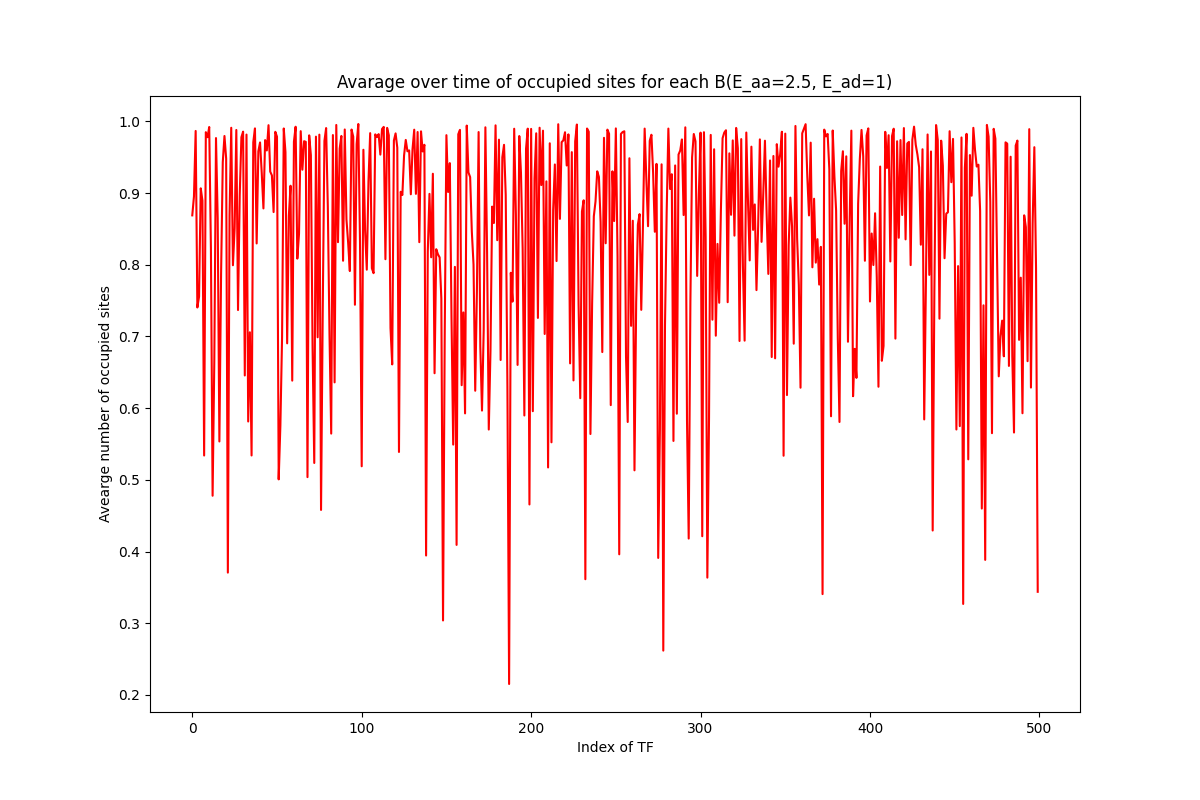 Avarage over time of occupied sites for each B(E_aa=2.5, E_ad=1)
Avearge number of occupied sites
1.0
0.9
0.8
0.7
0.6
0.5
0.4
0.3
0.2
0 100 200 300 400 500
Index of TF